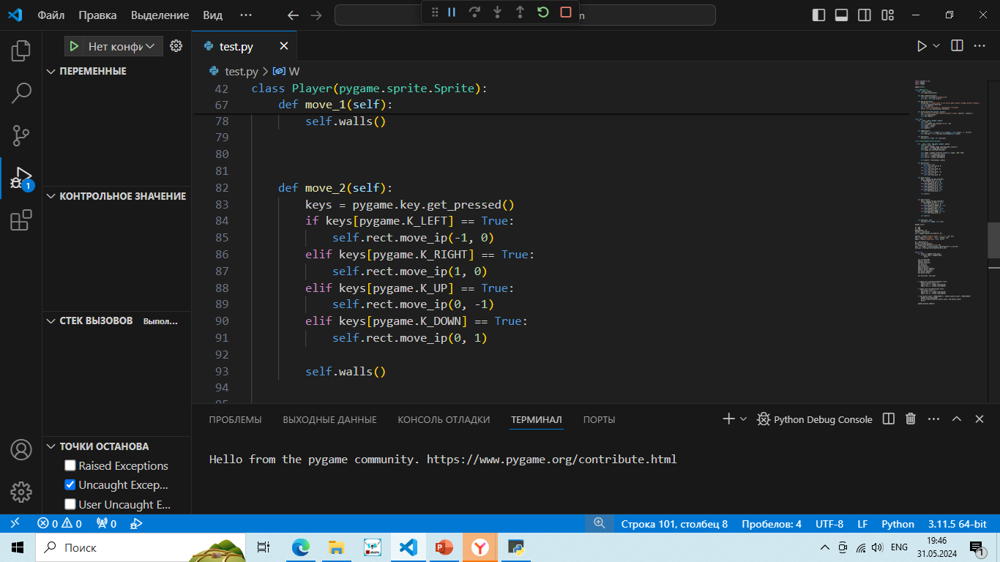 Файл Правка Выделение Вид ···
Нет конфи
test.py
ПЕРЕМЕННЫЕ
test.py > W
42 class Player(pygame.sprite.Sprite):
67 def move_1(self):
78 self.walls()
79
80
81
82 def move_2(self):
83 keys = pygame.key.get_pressed()
84 if keys[pygame.K_LEFT] == True:
85 self.rect.move_ip(-1, 0)
86 elif keys[pygame.K_RIGHT] == True:
87 self.rect.move_ip(1, 0)
88 elif keys[pygame.K_UP] == True:
89 self.rect.move_ip(0, -1)
90 elif keys[pygame.K_DOWN] == True:
91 self.rect.move_ip(0, 1)
92
93 self.walls()
94
1
КОНТРОЛЬНОЕ ЗНАЧЕНИЕ
СТЕК ВЫЗОВОВ Выпол...
ТОЧКИ ОСТАНОВА
Raised Exceptions
Uncaught Excep...
User Uncaught E...
ПРОБЛЕМЫ ВЫХОДНЫЕ ДАННЫЕ КОНСОЛЬ ОТЛАДКИ ТЕРМИНАЛ ПОРТЫ Python Debug Console
Hello from the pygame community. https://www.pygame.org/contribute.html
0 0 0 Строка 101, столбец 8 Пробелов: 4 UTF-8 LF Python 3.11.5 64-bit
Поиск
ENG
19:46
31.05.2024
1